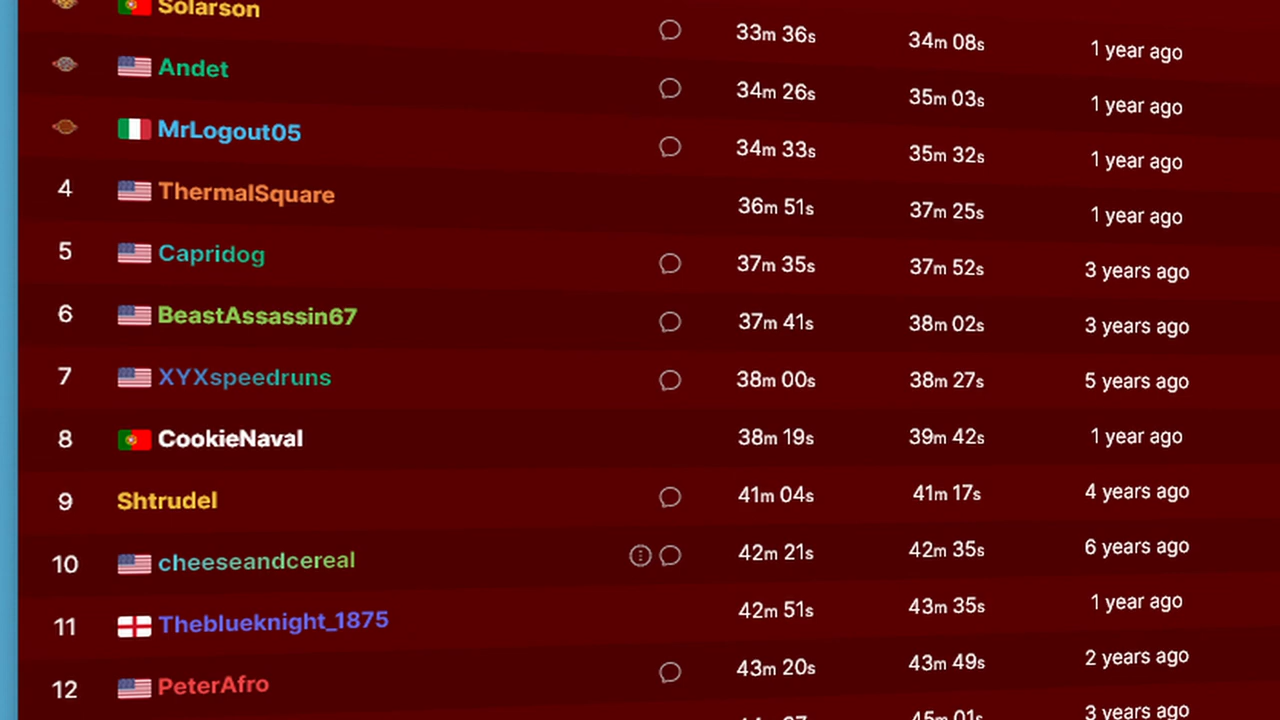 Solarson 33m 36s 34m 08s 1 year ago
Andet 34m 26s 35m 03s 1 year ago
MrLogout05 34m 33s 35m 32s 1 year ago
4 ThermalSquare 36m 51s 37m 25s 1 year ago
5 Capridog 37m 35s 37m 52s 3 years ago
6 BeastAssassin67 37m 41s 38m 02s 3 years ago
7 XYXspeedruns 38m 00s 38m 27s 5 years ago
8 CookieNaval 38m 19s 39m 42s 1 year ago
9 Shtrudel 41m 04s 41m 17s 4 years ago
10 cheeseandcereal 42m 21s 42m 35s 6 years ago
11 Theblueknight_1875 42m 51s 43m 35s 1 year ago
12 PeterAfro 43m 20s 43m 49s 2 years ago
45m 01s 3 years ago